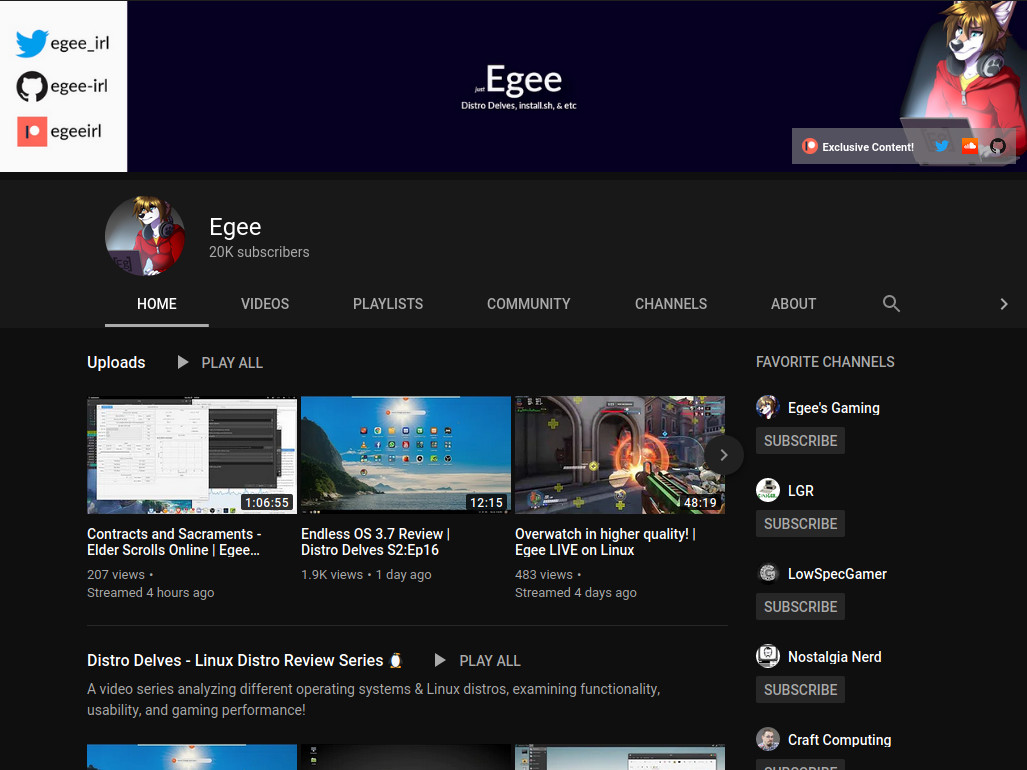 egee_irl
egee-irl
egeeirl
just Egee
Distro Delves, install.sh, & etc
Exclusive Content!
Egee
20K subscribers
HOME VIDEOS PLAYLISTS COMMUNITY CHANNELS ABOUT
Uploads PLAY ALL
1:06:55
Contracts and Sacraments -
Elder Scrolls Online | Egee...
207 views •
Streamed 4 hours ago
12:15
Endless OS 3.7 Review |
Distro Delves S2:Ep16
1.9K views • 1 day ago
48:19
Overwatch in higher quality! |
Egee LIVE on Linux
483 views •
Streamed 4 days ago
Distro Delves - Linux Distro Review Series PLAY ALL
A video series analyzing different operating systems & Linux distros, examining functionality,
usability, and gaming performance!
FAVORITE CHANNELS
Egee's Gaming
SUBSCRIBE
LGR
SUBSCRIBE
LowSpecGamer
SUBSCRIBE
Nostalgia Nerd
SUBSCRIBE
Craft Computing
SUBSCRIBE